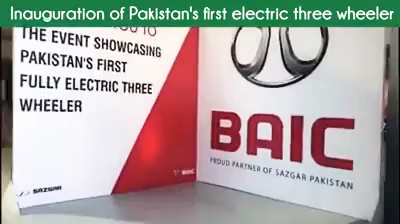 Inauguration of Pakistan's first electric three wheeler
TO
THE EVENT SHOWCASING
PAKISTAN'S FIRST
FULLY ELECTRIC THREE
WHEELER
SAZGAR
BAIC
BAIC
PROUD PARTNER OF SAZGAR PAKISTAN